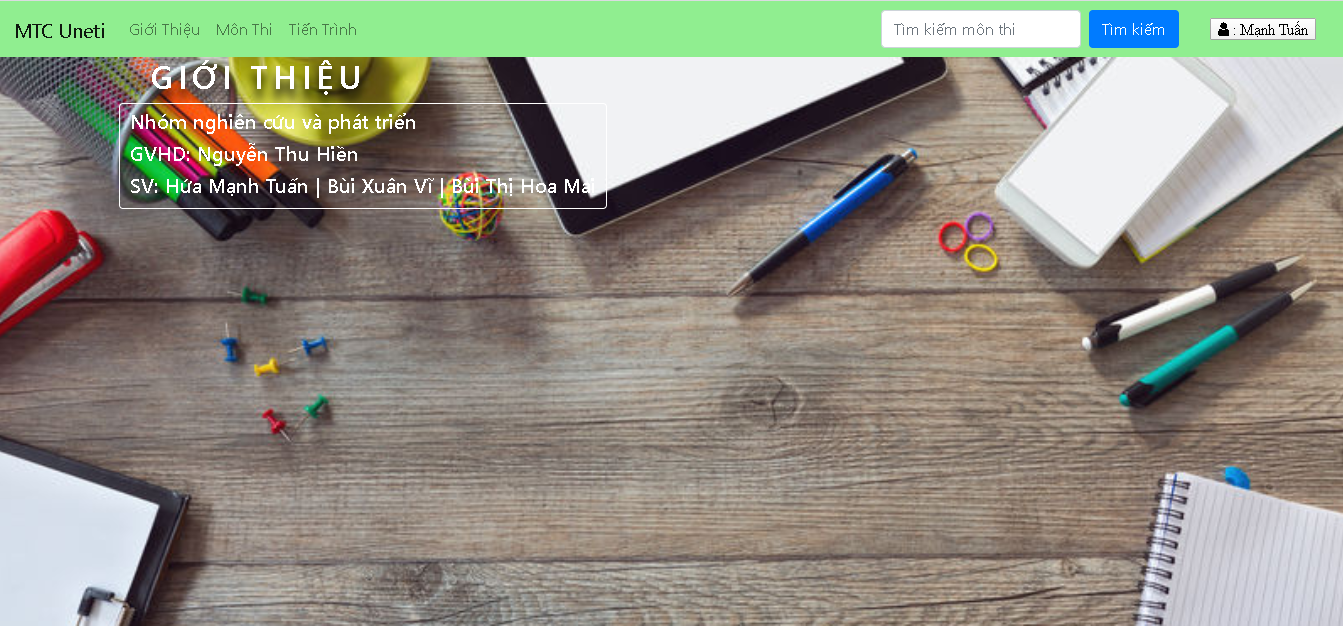 MTC Uneti Giới Thiệu Môn Thi Tiến Trình Tìm kiếm môn thi Tìm kiếm : Mạnh Tuấn
GIỚI THIỆU
Nhóm nghiên cứu và phát triển
GVHD: Nguyễn Thu Hiền
SV: Hứa Mạnh Tuấn | Bùi Xuân Vĩ | Bùi Thị Hoa Mai